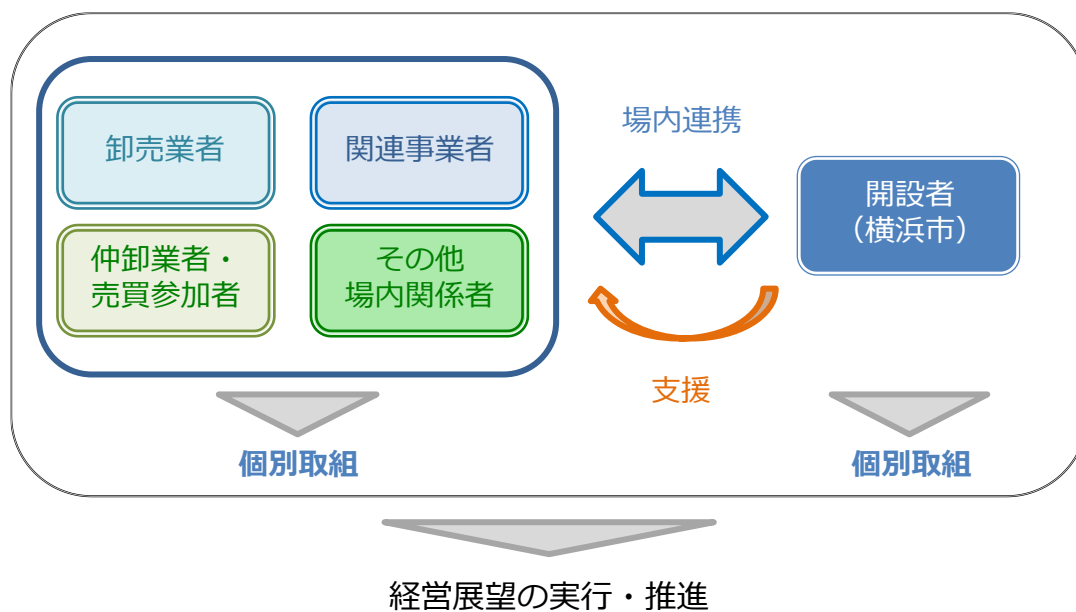 卸売業者
関連事業者
仲卸業者・
売買参加者
その他
場内関係者
場内連携
開設者
（横浜市）
支援
個別取組
個別取組
経営展望の実行・推進